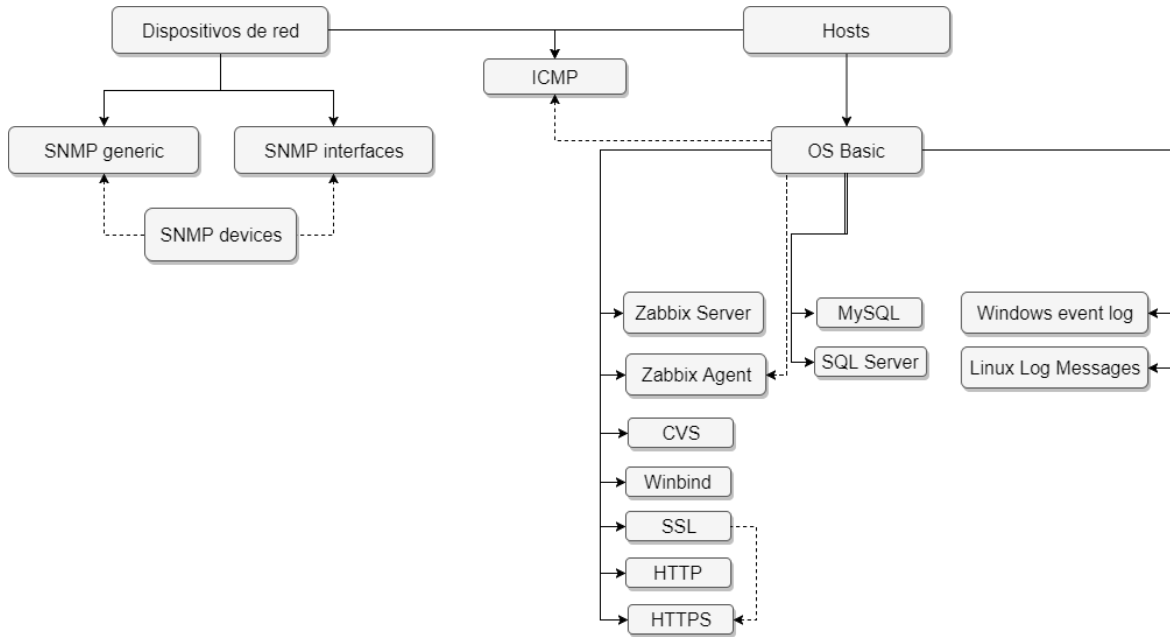 Dispositivos de red
Hosts
ICMP
SNMP generic
SNMP interfaces
OS Basic
SNMP devices
Zabbix Server
MySQL
Windows event log
Zabbix Agent
SQL Server
Linux Log Messages
CVS
Winbind
SSL
HTTP
HTTPS